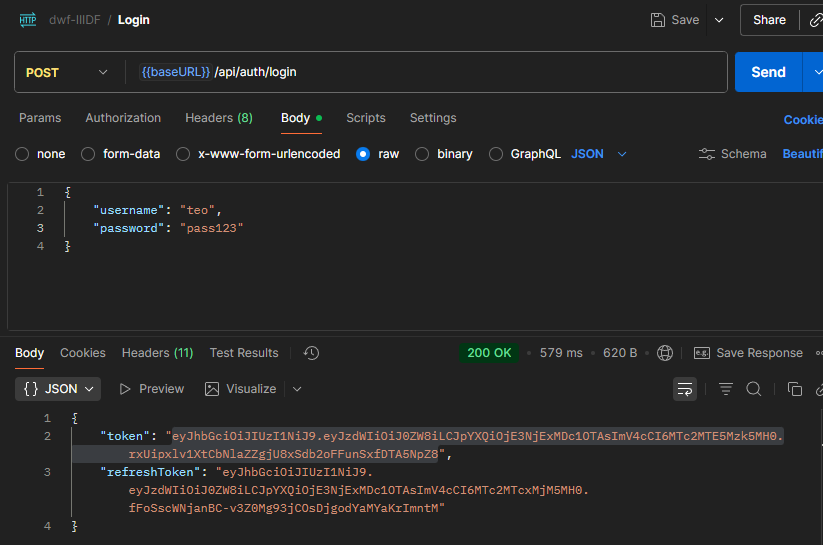 HTTP dwf-IIIDF / Login Save Share
POST {{baseURL}} /api/auth/login Send
Params Authorization Headers (8) Body Scripts Settings Cookie
none form-data x-www-form-urlencoded raw binary GraphQL JSON Schema Beautif
1 {
2 "username": "teo",
3 "password": "pass123"
4 }
Body Cookies Headers (11) Test Results 200 OK 579 ms 620 B e.g. Save Response
{} JSON Preview Visualize
1 {
2 "token": "eyJhbGciOiJIUzI1NiJ9.eyJzdWIiOiJ0ZW8iLCJpYXQiOjE3NjExMDc1OTAsImV4cCI6MTc2MTE5Mzk5MH0.
rxUipxlv1XtCbNlaZZgjU8xSdb2oFFunSxfDTA5NpZ8",
3 "refreshToken": "eyJhbGciOiJIUzI1NiJ9.
eyJzdWIiOiJ0ZW8iLCJpYXQiOjE3NjExMDc1OTAsImV4cCI6MTc2MTcxMjM5MH0.
fFoSscWNjanBC-v3Z0Mg93jCOsDjgodYaMYaKrImntM"
4 }